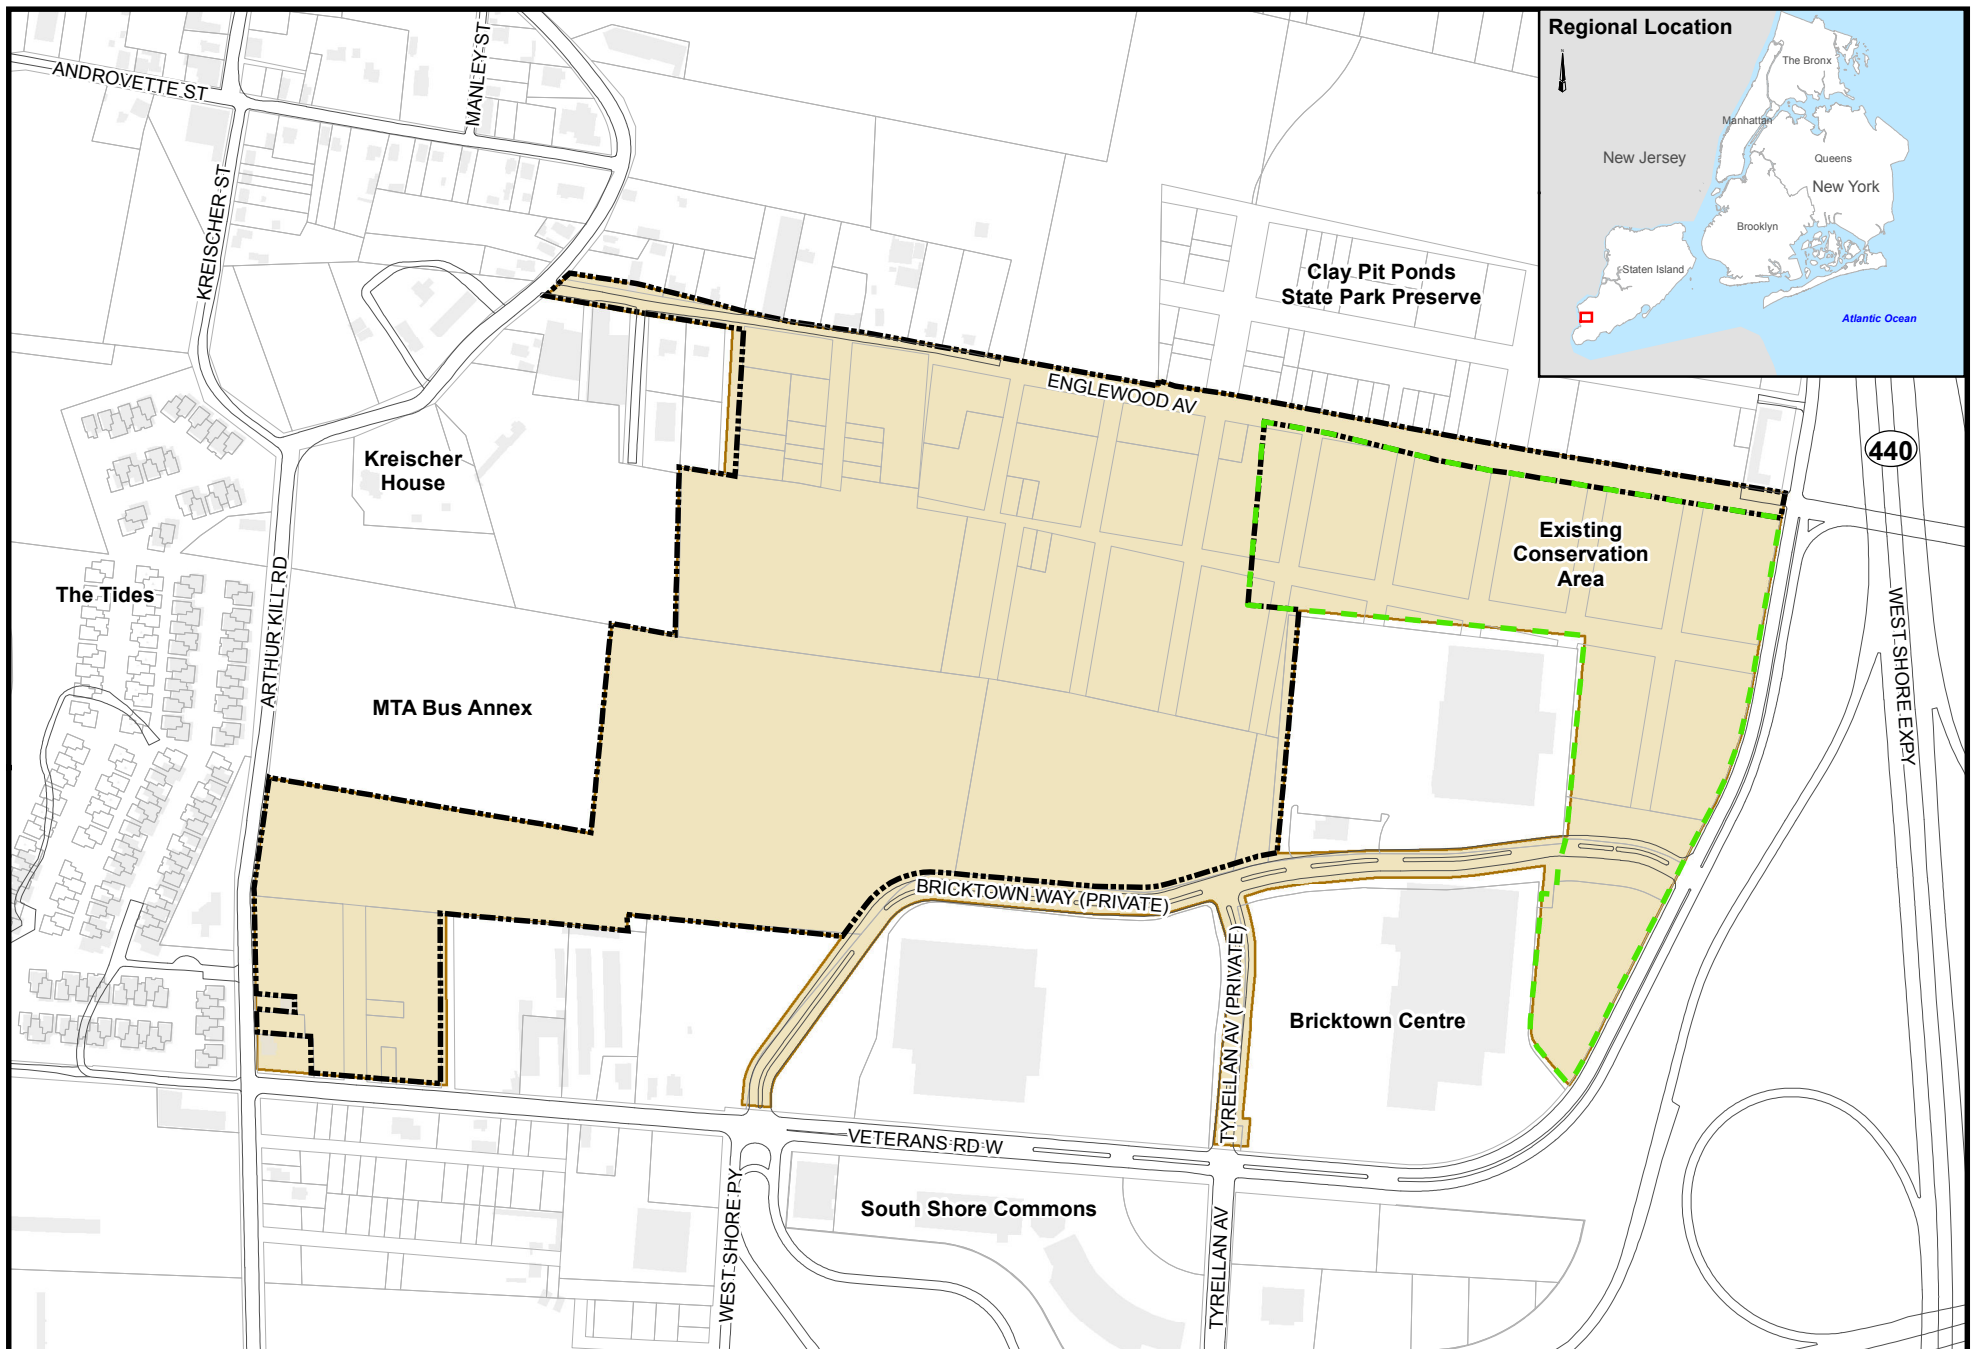 Regional Location
N
The Bronx
Manhattan
New Jersey
Queens
New York
Brooklyn
Staten Island
Atlantic Ocean
ANDROVETTE ST
MANLEY ST
KREISCHER ST
Clay Pit Ponds
State Park Preserve
ENGLEWOOD AV
440
Kreischer
House
Existing
Conservation
Area
The Tides
ARTHUR KILL RD
WEST SHORE EXPY
MTA Bus Annex
BRICKTOWN WAY (PRIVATE)
TYRELLAN AV (PRIVATE)
Bricktown Centre
VETERANS RD W
WEST SHORE PY
South Shore Commons
TYRELLAN AV